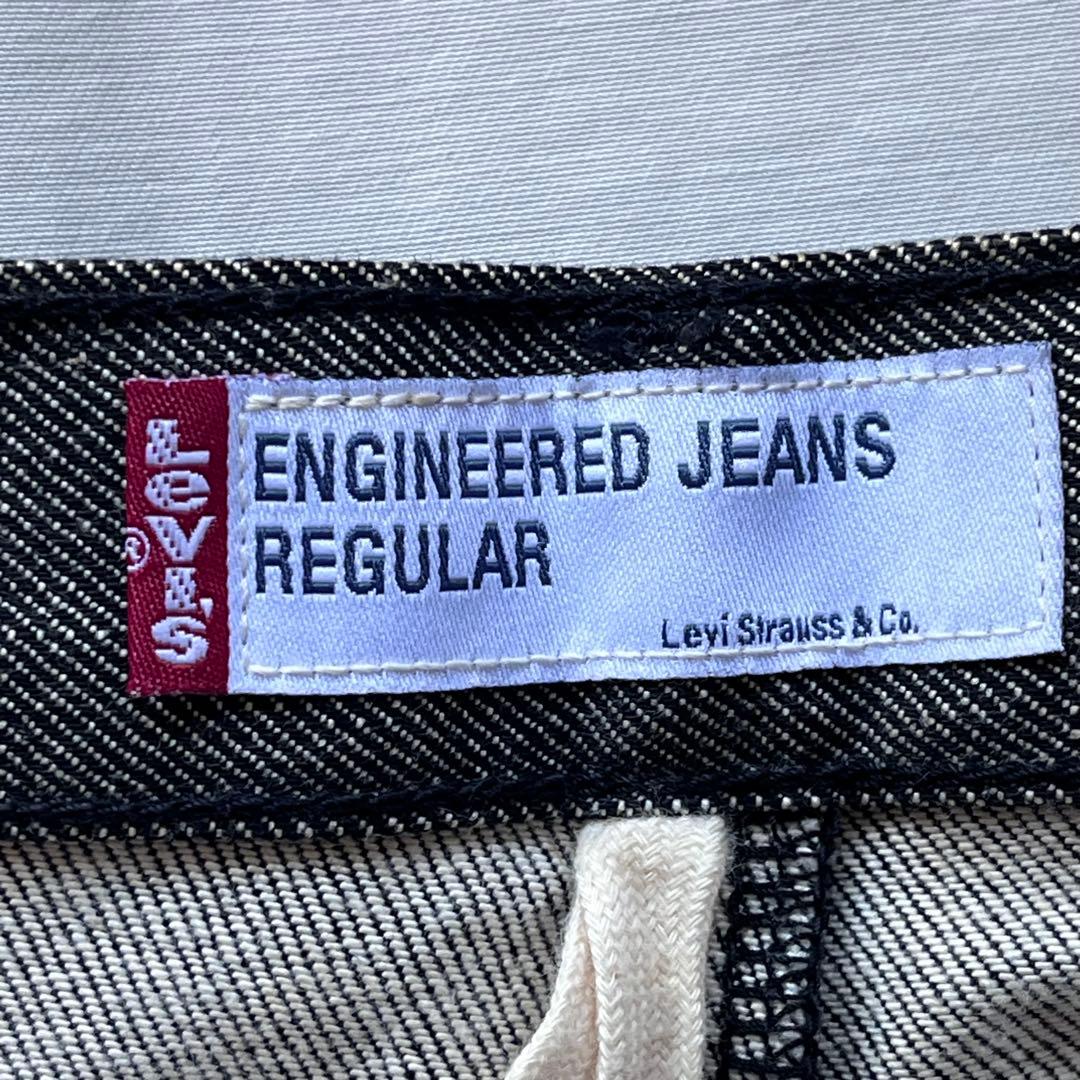 LEVI'S®
ENGINEERED JEANS
REGULAR
Levi Strauss & Co.